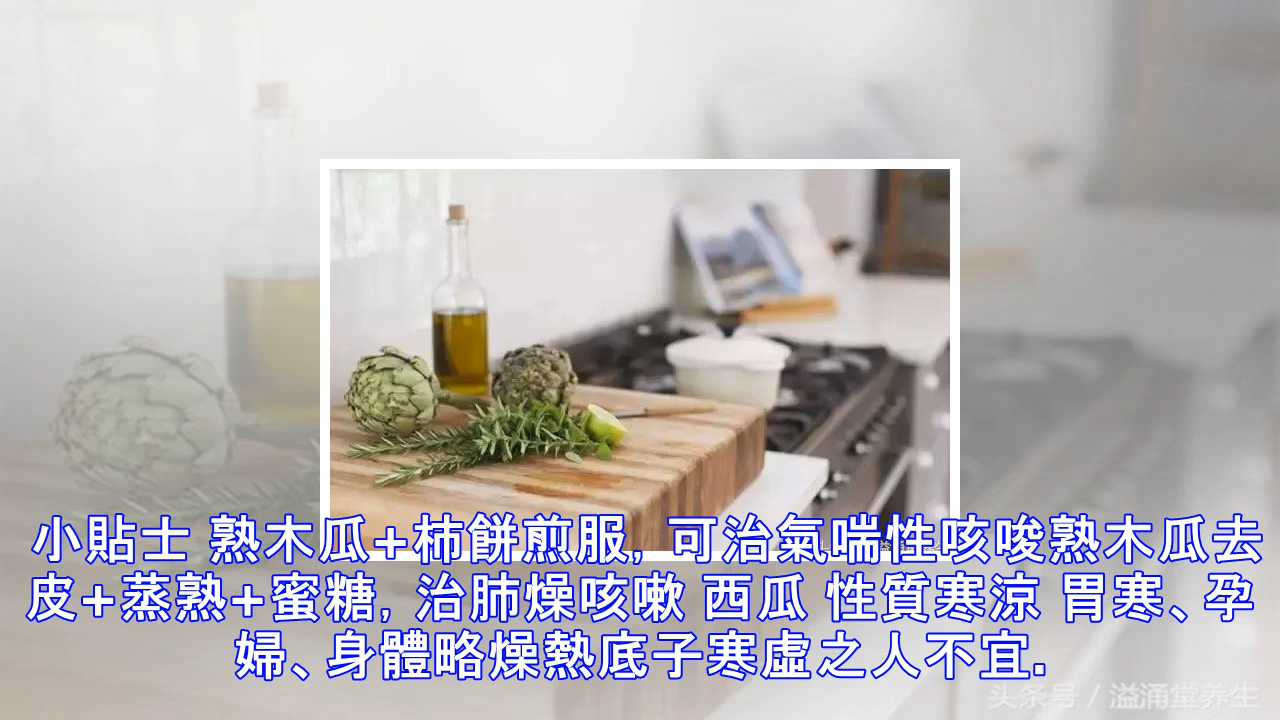 小貼士 熟木瓜+柿餅煎服, 可治氣喘性咳唆熟木瓜去
皮+蒸熟+蜜糖, 治肺燥咳嗽 西瓜 性質寒涼 胃寒、孕
婦、身體略燥熱底子寒虛之人不宜.
头条号 / 溢涌堂养生